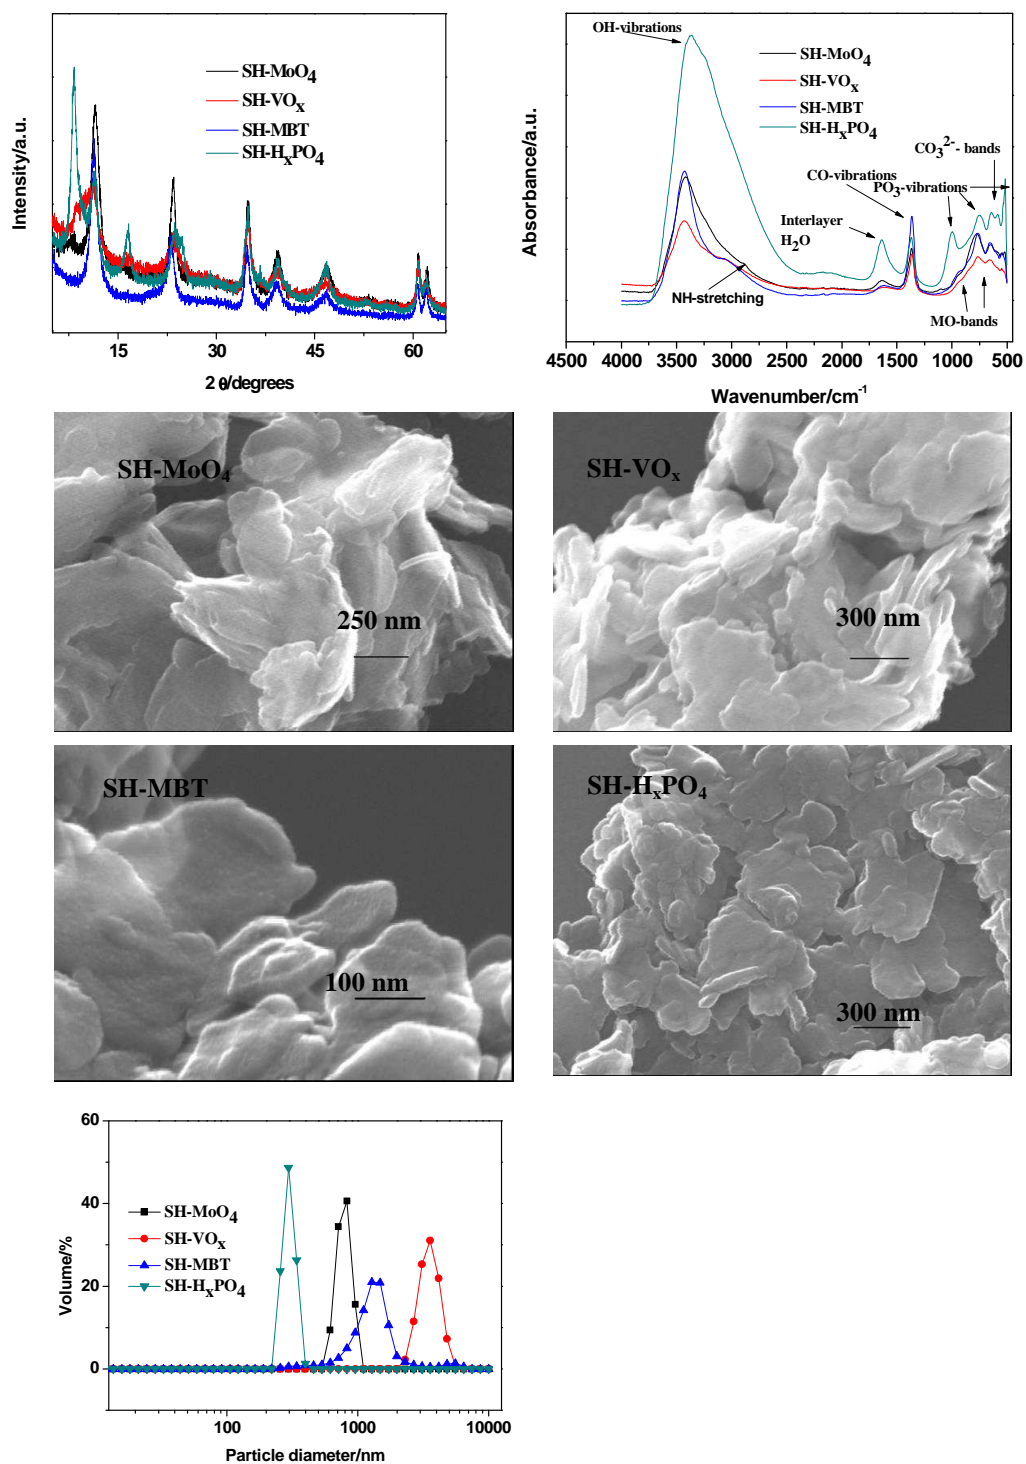 Intensity/a.u.
SH-MoO4
SH-VOx
SH-MBT
SH-HxPO4
15 30 45 60
2 θ/degrees
Absorbance/a.u.
OH-vibrations
SH-MoO4
SH-VOx
SH-MBT
SH-HxPO4
CO3 2-- bands
CO-vibrations
PO3-vibrations
Interlayer
H2O
NH-stretching
MO-bands
4500 4000 3500 3000 2500 2000 1500 1000 500
Wavenumber/cm-1
SH-MoO4
250 nm
SH-VOx
300 nm
SH-MBT
100 nm
SH-HxPO4
300 nm
Volume/%
60
40
20
0
SH-MoO4
SH-VOx
SH-MBT
SH-HxPO4
100 1000 10000
Particle diameter/nm